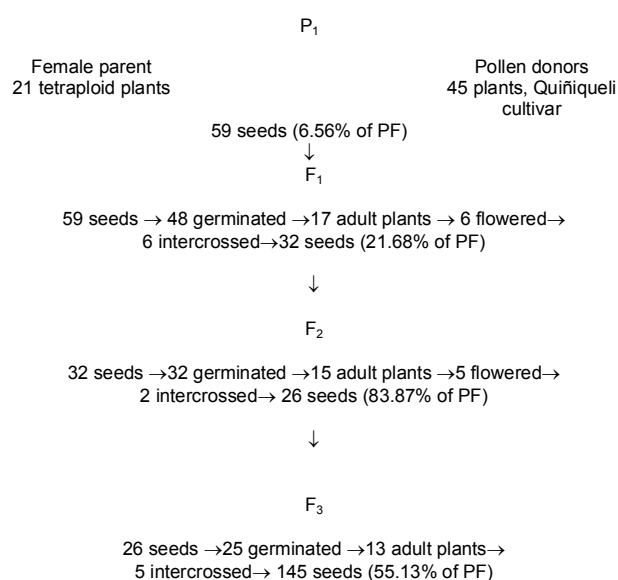 P₁
Female parent
21 tetraploid plants
Pollen donors
45 plants, Quiñiqueli
cultivar
59 seeds (6.56% of PF)
↓
F₁
59 seeds → 48 germinated →17 adult plants → 6 flowered→
6 intercrossed→32 seeds (21.68% of PF)
↓
F₂
32 seeds →32 germinated →15 adult plants →5 flowered→
2 intercrossed→ 26 seeds (83.87% of PF)
↓
F₃
26 seeds →25 germinated →13 adult plants→
5 intercrossed→ 145 seeds (55.13% of PF)